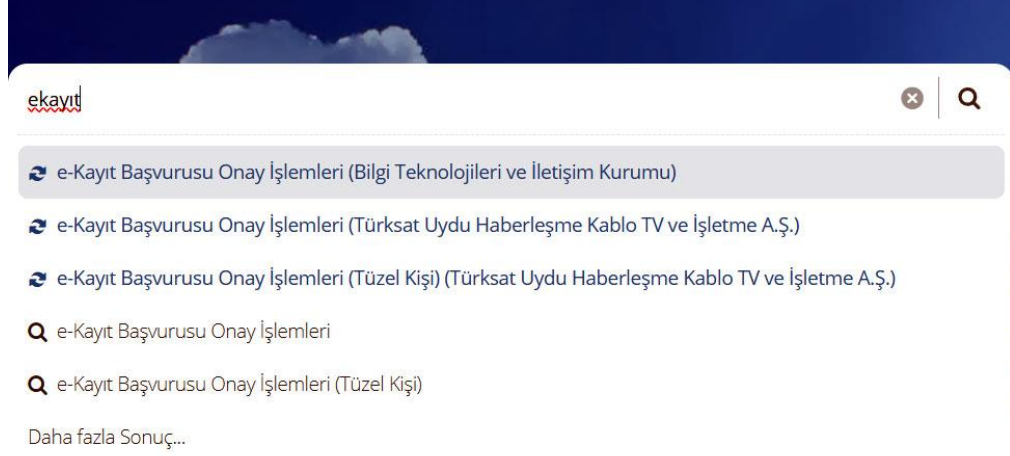 ekayıt
e-Kayıt Başvurusu Onay İşlemleri (Bilgi Teknolojileri ve İletişim Kurumu)
e-Kayıt Başvurusu Onay İşlemleri (Türksat Uydu Haberleşme Kablo TV ve İşletme A.Ş.)
e-Kayıt Başvurusu Onay İşlemleri (Tüzel Kişi) (Türksat Uydu Haberleşme Kablo TV ve İşletme A.Ş.)
e-Kayıt Başvurusu Onay İşlemleri
e-Kayıt Başvurusu Onay İşlemleri (Tüzel Kişi)
Daha fazla Sonuç...